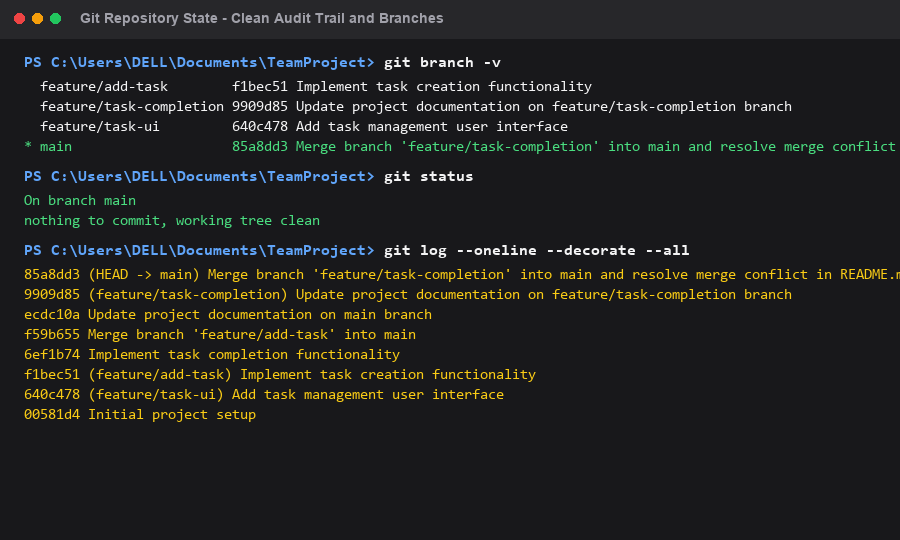 Git Repository State - Clean Audit Trail and Branches
PS C:\Users\DELL\Documents\TeamProject> git branch -v
  feature/add-task        f1bec51 Implement task creation functionality
  feature/task-completion 9909d85 Update project documentation on feature/task-completion branch
  feature/task-ui         640c478 Add task management user interface
* main                    85a8dd3 Merge branch 'feature/task-completion' into main and resolve merge conflict
PS C:\Users\DELL\Documents\TeamProject> git status
On branch main
nothing to commit, working tree clean
PS C:\Users\DELL\Documents\TeamProject> git log --oneline --decorate --all
85a8dd3 (HEAD -> main) Merge branch 'feature/task-completion' into main and resolve merge conflict in README.m
9909d85 (feature/task-completion) Update project documentation on feature/task-completion branch
ecdc10a Update project documentation on main branch
f59b655 Merge branch 'feature/add-task' into main
6ef1b74 Implement task completion functionality
f1bec51 (feature/add-task) Implement task creation functionality
640c478 (feature/task-ui) Add task management user interface
00581d4 Initial project setup